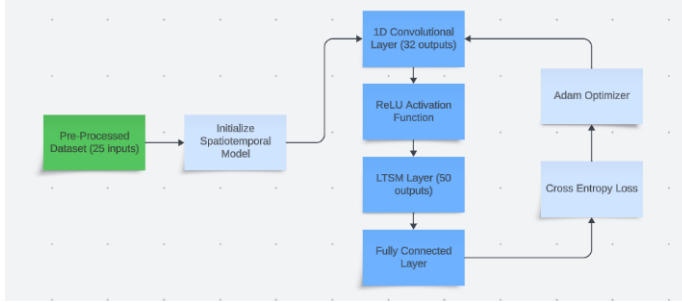 Pre-Processed
Dataset (25 inputs)
Initialize
Spatiotemporal
Model
1D Convolutional
Layer (32 outputs)
ReLU Activation
Function
LTSM Layer (50
outputs)
Fully Connected
Layer
Cross Entropy Loss
Adam Optimizer